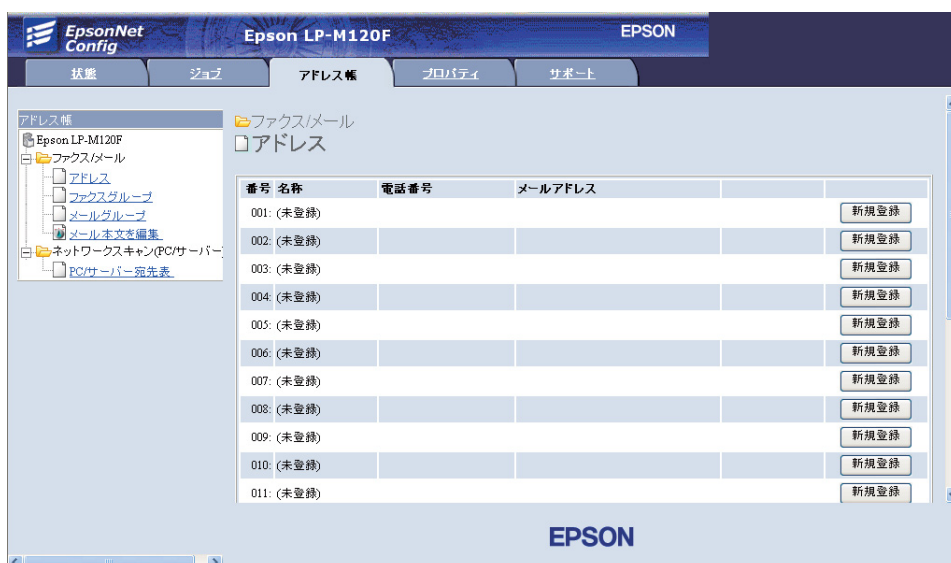 EpsonNet
Config
Epson LP-M120F
EPSON
状態 ジョブ アドレス帳 プロパティ サポート
アドレス帳
Epson LP-M120F
ファクス/メール
アドレス
ファクスグループ
メールグループ
メール本文を編集
ネットワークスキャン(PC/サーバー)
PC/サーバー宛先表
ファクス/メール
アドレス
番号 名称 電話番号 メールアドレス
001: (未登録) 新規登録
002: (未登録) 新規登録
003: (未登録) 新規登録
004: (未登録) 新規登録
005: (未登録) 新規登録
006: (未登録) 新規登録
007: (未登録) 新規登録
008: (未登録) 新規登録
009: (未登録) 新規登録
010: (未登録) 新規登録
011: (未登録) 新規登録
EPSON